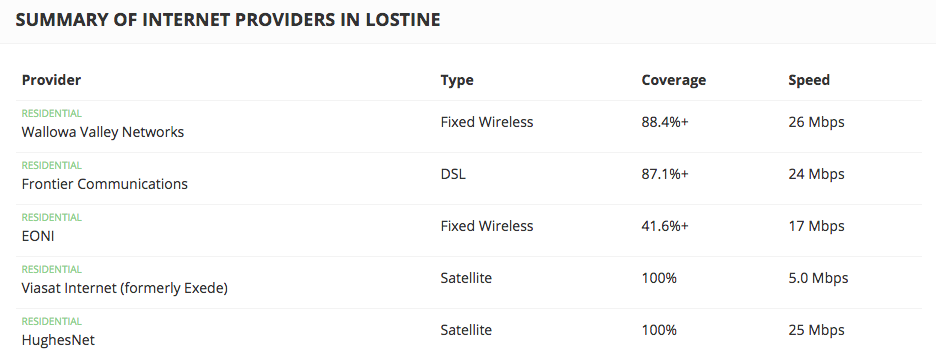 SUMMARY OF INTERNET PROVIDERS IN LOSTINE
Provider Type Coverage Speed
RESIDENTIAL
Wallowa Valley Networks Fixed Wireless 88.4%+ 26 Mbps
RESIDENTIAL
Frontier Communications DSL 87.1%+ 24 Mbps
RESIDENTIAL
EONI Fixed Wireless 41.6%+ 17 Mbps
RESIDENTIAL
Viasat Internet (formerly Exede) Satellite 100% 5.0 Mbps
RESIDENTIAL
HughesNet Satellite 100% 25 Mbps